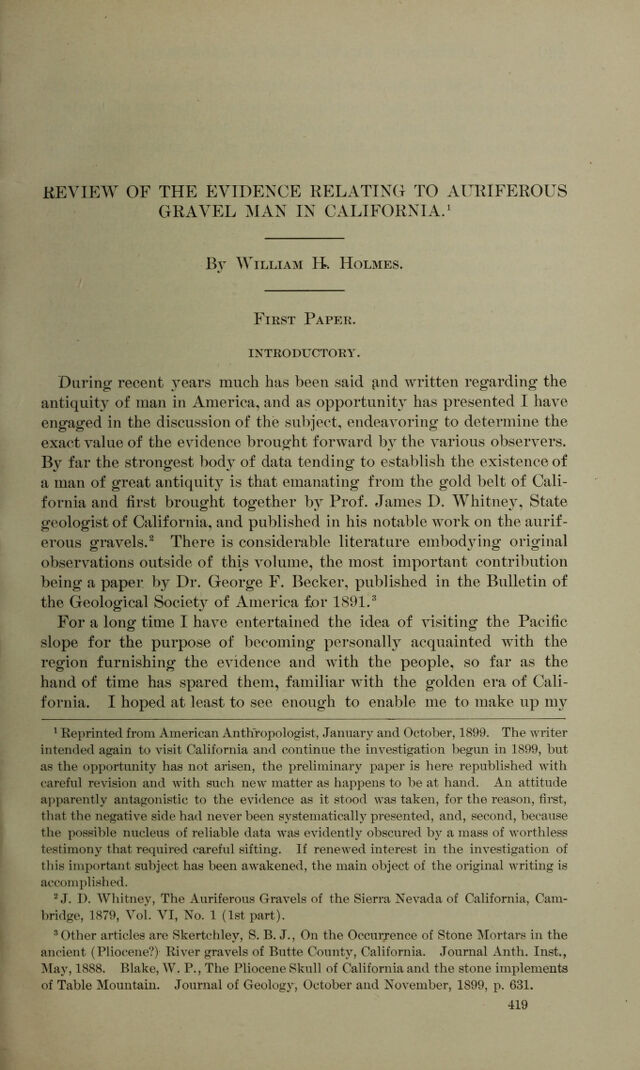 REVIEW OF THE EVIDENCE RELATING TO AURIFEROUS
GRAVEL MAN IN CALIFORNIA.¹
By William H. Holmes.
First Paper.
INTRODUCTORY.
During recent years much has been said and written regarding the
antiquity of man in America, and as opportunity has presented I have
engaged in the discussion of the subject, endeavoring to determine the
exact value of the evidence brought forward by the various observers.
By far the strongest body of data tending to establish the existence of
a man of great antiquity is that emanating from the gold belt of Cali-
fornia and first brought together by Prof. James D. Whitney, State
geologist of California, and published in his notable work on the aurif-
erous gravels.² There is considerable literature embodying original
observations outside of this volume, the most important contribution
being a paper by Dr. George F. Becker, published in the Bulletin of
the Geological Society of America for 1891.³
For a long time I have entertained the idea of visiting the Pacific
slope for the purpose of becoming personally acquainted with the
region furnishing the evidence and with the people, so far as the
hand of time has spared them, familiar with the golden era of Cali-
fornia. I hoped at least to see enough to enable me to make up my
¹ Reprinted from American Anthropologist, January and October, 1899. The writer
intended again to visit California and continue the investigation begun in 1899, but
as the opportunity has not arisen, the preliminary paper is here republished with
careful revision and with such new matter as happens to be at hand. An attitude
apparently antagonistic to the evidence as it stood was taken, for the reason, first,
that the negative side had never been systematically presented, and, second, because
the possible nucleus of reliable data was evidently obscured by a mass of worthless
testimony that required careful sifting. If renewed interest in the investigation of
this important subject has been awakened, the main object of the original writing is
accomplished.
² J. D. Whitney, The Auriferous Gravels of the Sierra Nevada of California, Cam-
bridge, 1879, Vol. VI, No. 1 (1st part).
³ Other articles are Skertchley, S. B. J., On the Occurrence of Stone Mortars in the
ancient (Pliocene?) River gravels of Butte County, California. Journal Anth. Inst.,
May, 1888. Blake, W. P., The Pliocene Skull of California and the stone implements
of Table Mountain. Journal of Geology, October and November, 1899, p. 631.
419